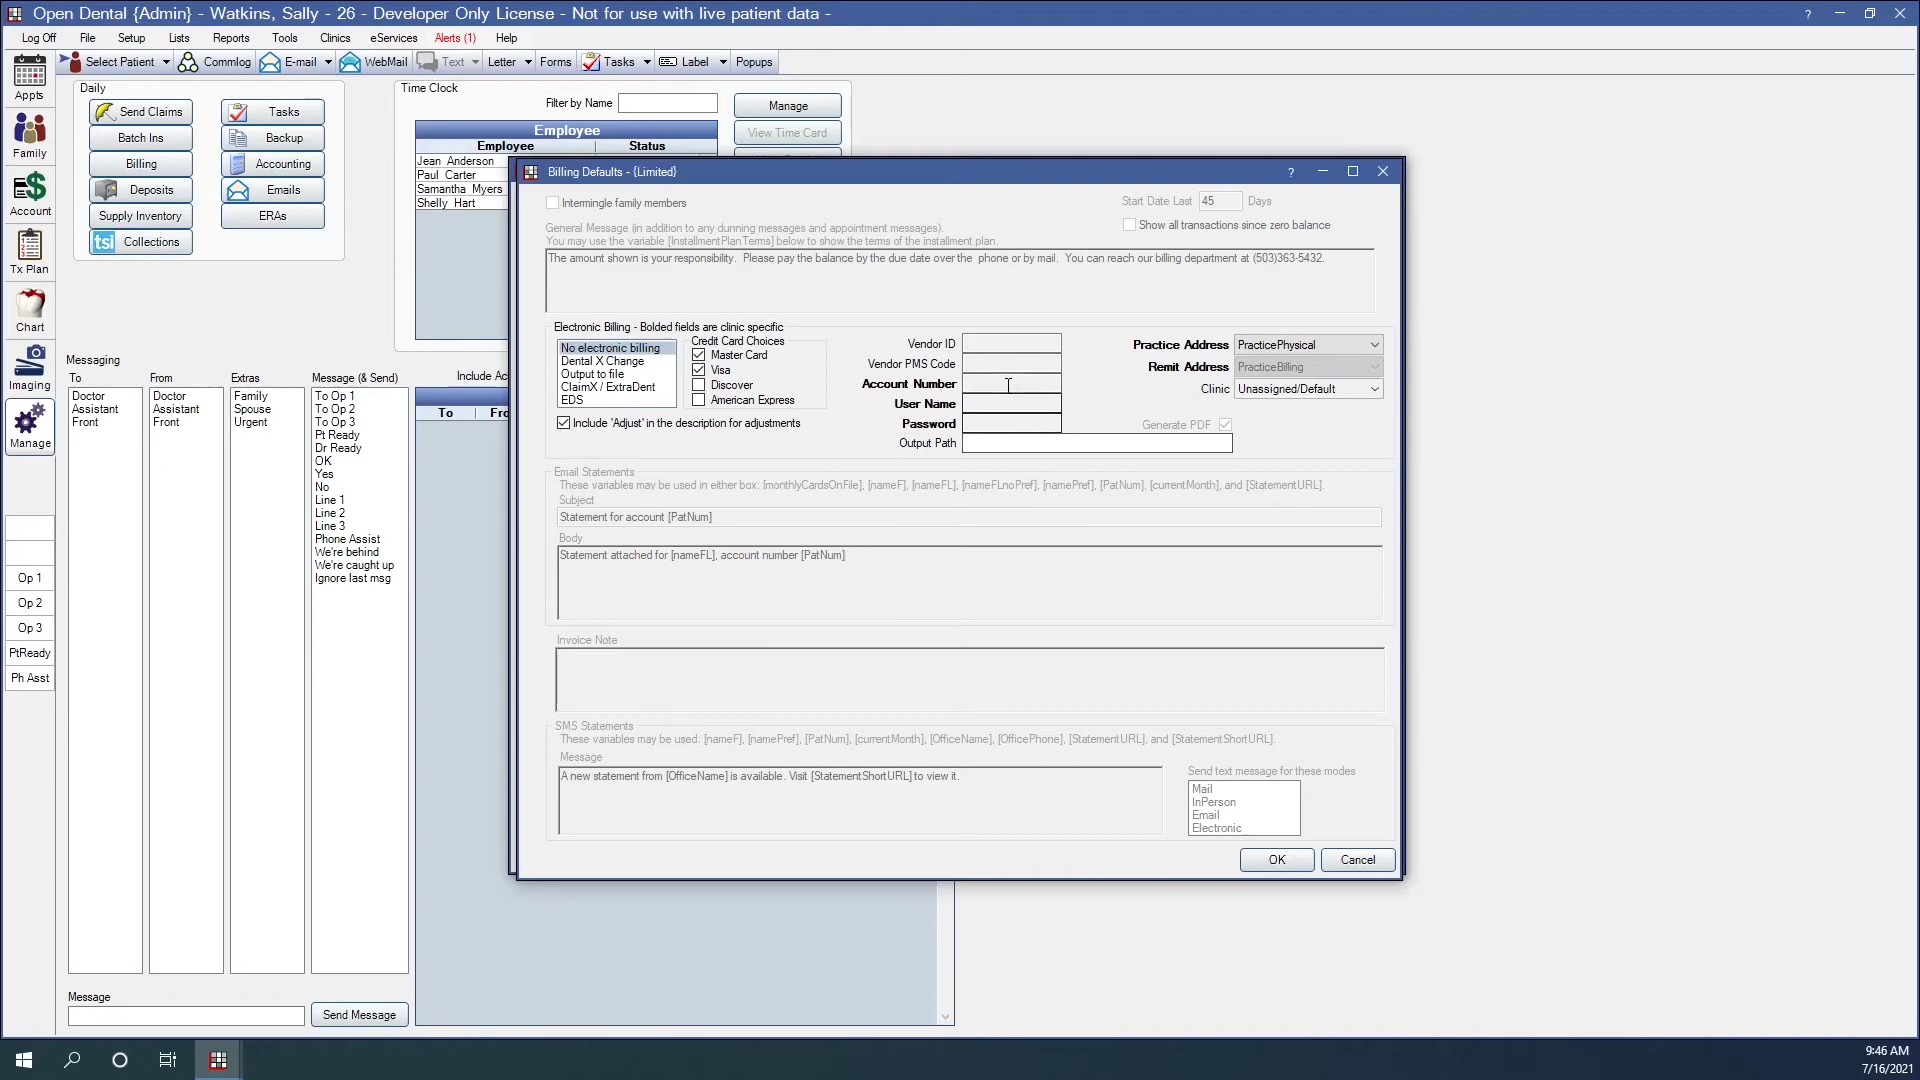 Open Dental {Admin} - Watkins, Sally - 26 - Developer Only License - Not for use with live patient data -
?
Log Off File Setup Lists Reports Tools Clinics eServices Alerts (1) Help
Select Patient Commlog E-mail WebMail Text Letter Forms Tasks Label Popups
Appts
Family
Account
Tx Plan
Chart
Imaging
Manage
Op 1
Op 2
Op 3
PtReady
Ph Asst
Daily
Send Claims Tasks
Batch Ins Backup
Billing Accounting
Deposits Emails
Supply Inventory ERAs
tsi Collections
Time Clock
Filter by Name
Manage
View Time Card
Employee
Employee Status
Jean Anderson
Paul Carter
Samantha Myers
Shelly Hart
Messaging
To From Extras Message (& Send)
Doctor
Assistant
Front
Doctor
Assistant
Front
Family
Spouse
Urgent
To Op 1
To Op 2
To Op 3
Pt Ready
Dr Ready
OK
Yes
No
Line 1
Line 2
Line 3
Phone Assist
We're behind
We're caught up
Ignore last msg
Include Ac
To Fro
Message
Send Message
Billing Defaults - {Limited}
?
Intermingle family members
Start Date Last 45 Days
Show all transactions since zero balance
General Message (in addition to any dunning messages and appointment messages).
You may use the variable [InstallmentPlanTerms] below to show the terms of the installment plan.
The amount shown is your responsibility. Please pay the balance by the due date over the phone or by mail. You can reach our billing department at (503)363-5432.
Electronic Billing - Bolded fields are clinic specific
No electronic billing
Dental X Change
Output to file
ClaimX / ExtraDent
EDS
Credit Card Choices
Master Card
Visa
Discover
American Express
Include 'Adjust' in the description for adjustments
Vendor ID
Vendor PMS Code
Account Number
User Name
Password
Output Path
Practice Address PracticePhysical
Remit Address PracticeBilling
Clinic Unassigned/Default
Generate PDF
Email Statements
These variables may be used in either box: [monthlyCardsOnFile], [nameF], [nameFL], [nameFLnoPref], [namePref], [PatNum], [currentMonth], and [StatementURL].
Subject
Statement for account [PatNum]
Body
Statement attached for [nameFL], account number [PatNum]
Invoice Note
SMS Statements
These variables may be used: [nameF], [namePref], [PatNum], [currentMonth], [OfficeName], [OfficePhone], [StatementURL], and [StatementShortURL].
Message
A new statement from [OfficeName] is available. Visit [StatementShortURL] to view it.
Send text message for these modes
Mail
InPerson
Email
Electronic
OK Cancel
9:46 AM
7/16/2021